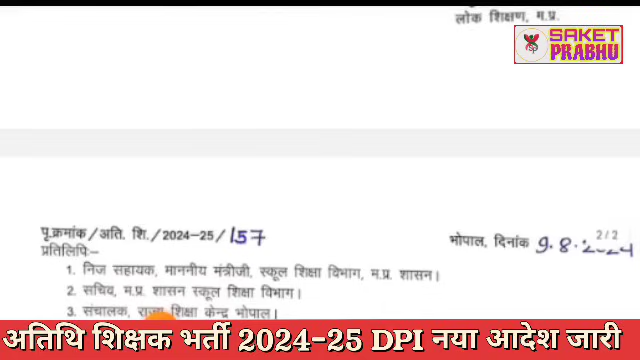 लोक शिक्षण, म.प्र.
SAKET
PRABHU
SP
2/2
पृ.क्रमांक/अति. शि./2024-25/157
भोपाल, दिनांक 9.8.2024
प्रतिलिपिः-
1. निज सहायक, माननीय मंत्रीजी, स्कूल शिक्षा विभाग, म.प्र. शासन।
2. सचिव, म.प्र. शासन स्कूल शिक्षा विभाग।
3. संचालक, राज्य शिक्षा केन्द्र भोपाल।
अतिथि शिक्षक भर्ती 2024-25 DPI नया आदेश जारी